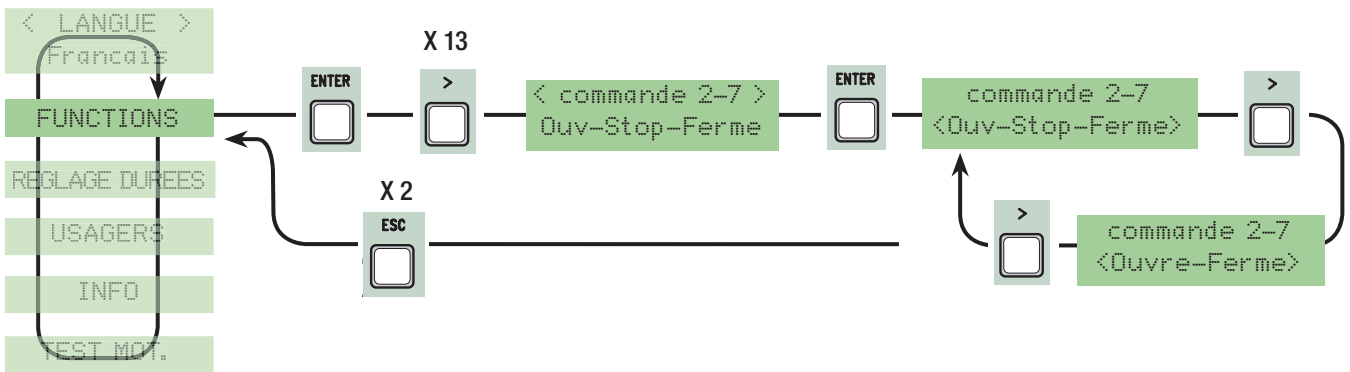 < LANGUE >
Francais
FUNCTIONS
REGLAGE DUREES
USAGERS
INFO
TEST MOT.
ENTER
X 13
>
< commande 2-7 >
Ouv-Stop-Ferme
ENTER
commande 2-7
<Ouv-Stop-Ferme>
>
X 2
ESC
>
commande 2-7
<Ouvre-Ferme>